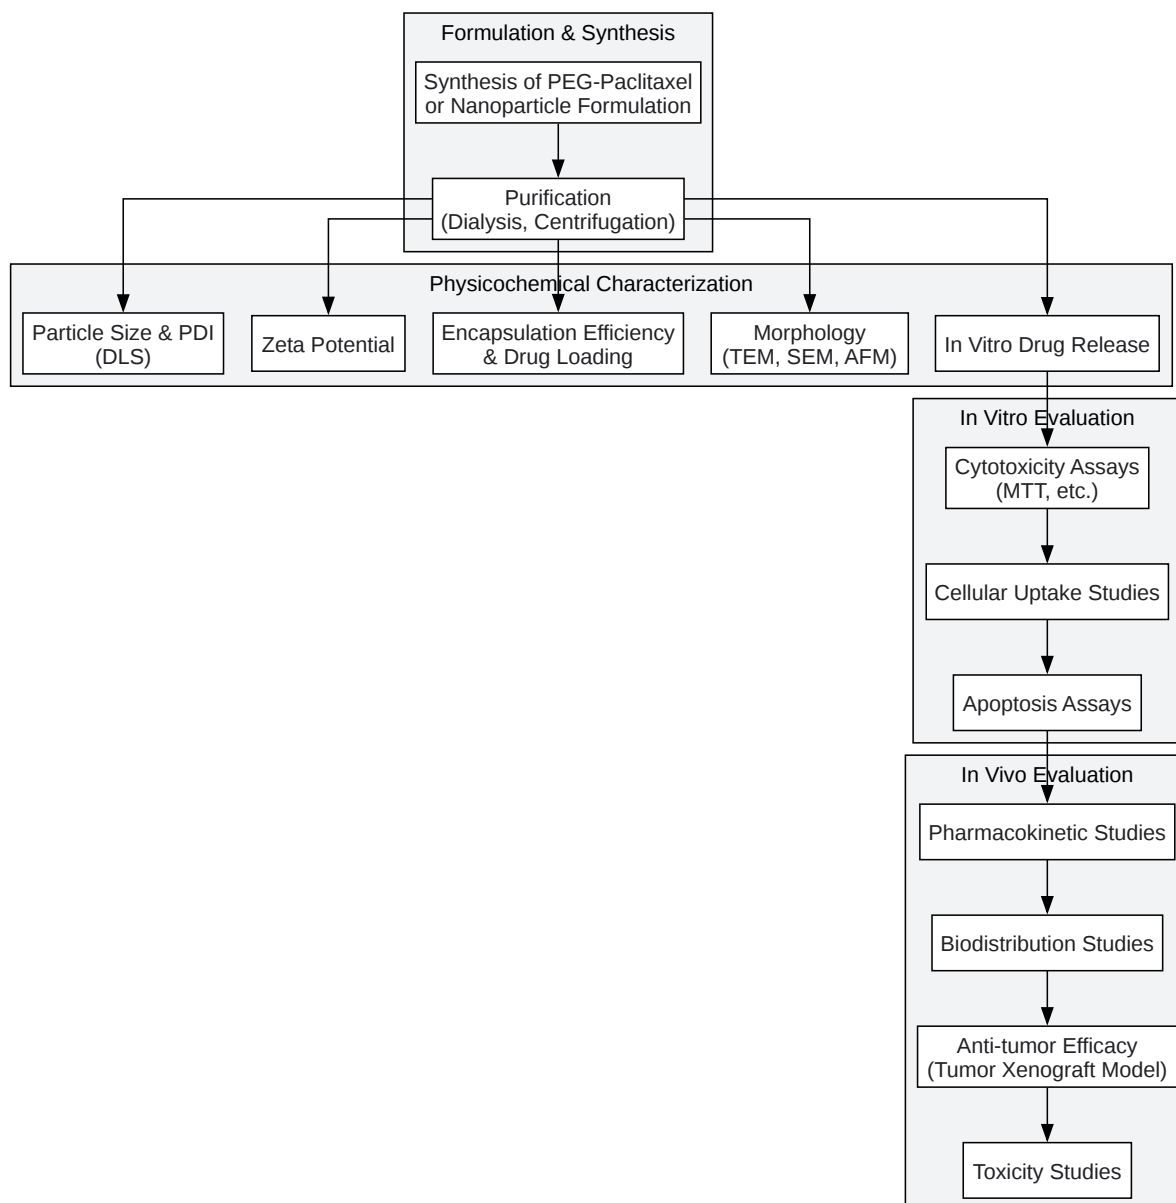 Formulation & Synthesis
Synthesis of PEG-Paclitaxel
or Nanoparticle Formulation
Purification
(Dialysis, Centrifugation)
Physicochemical Characterization
Particle Size & PDI
(DLS)
Zeta Potential
Encapsulation Efficiency
& Drug Loading
Morphology
(TEM, SEM, AFM)
In Vitro Drug Release
In Vitro Evaluation
Cytotoxicity Assays
(MTT, etc.)
Cellular Uptake Studies
Apoptosis Assays
In Vivo Evaluation
Pharmacokinetic Studies
Biodistribution Studies
Anti-tumor Efficacy
(Tumor Xenograft Model)
Toxicity Studies